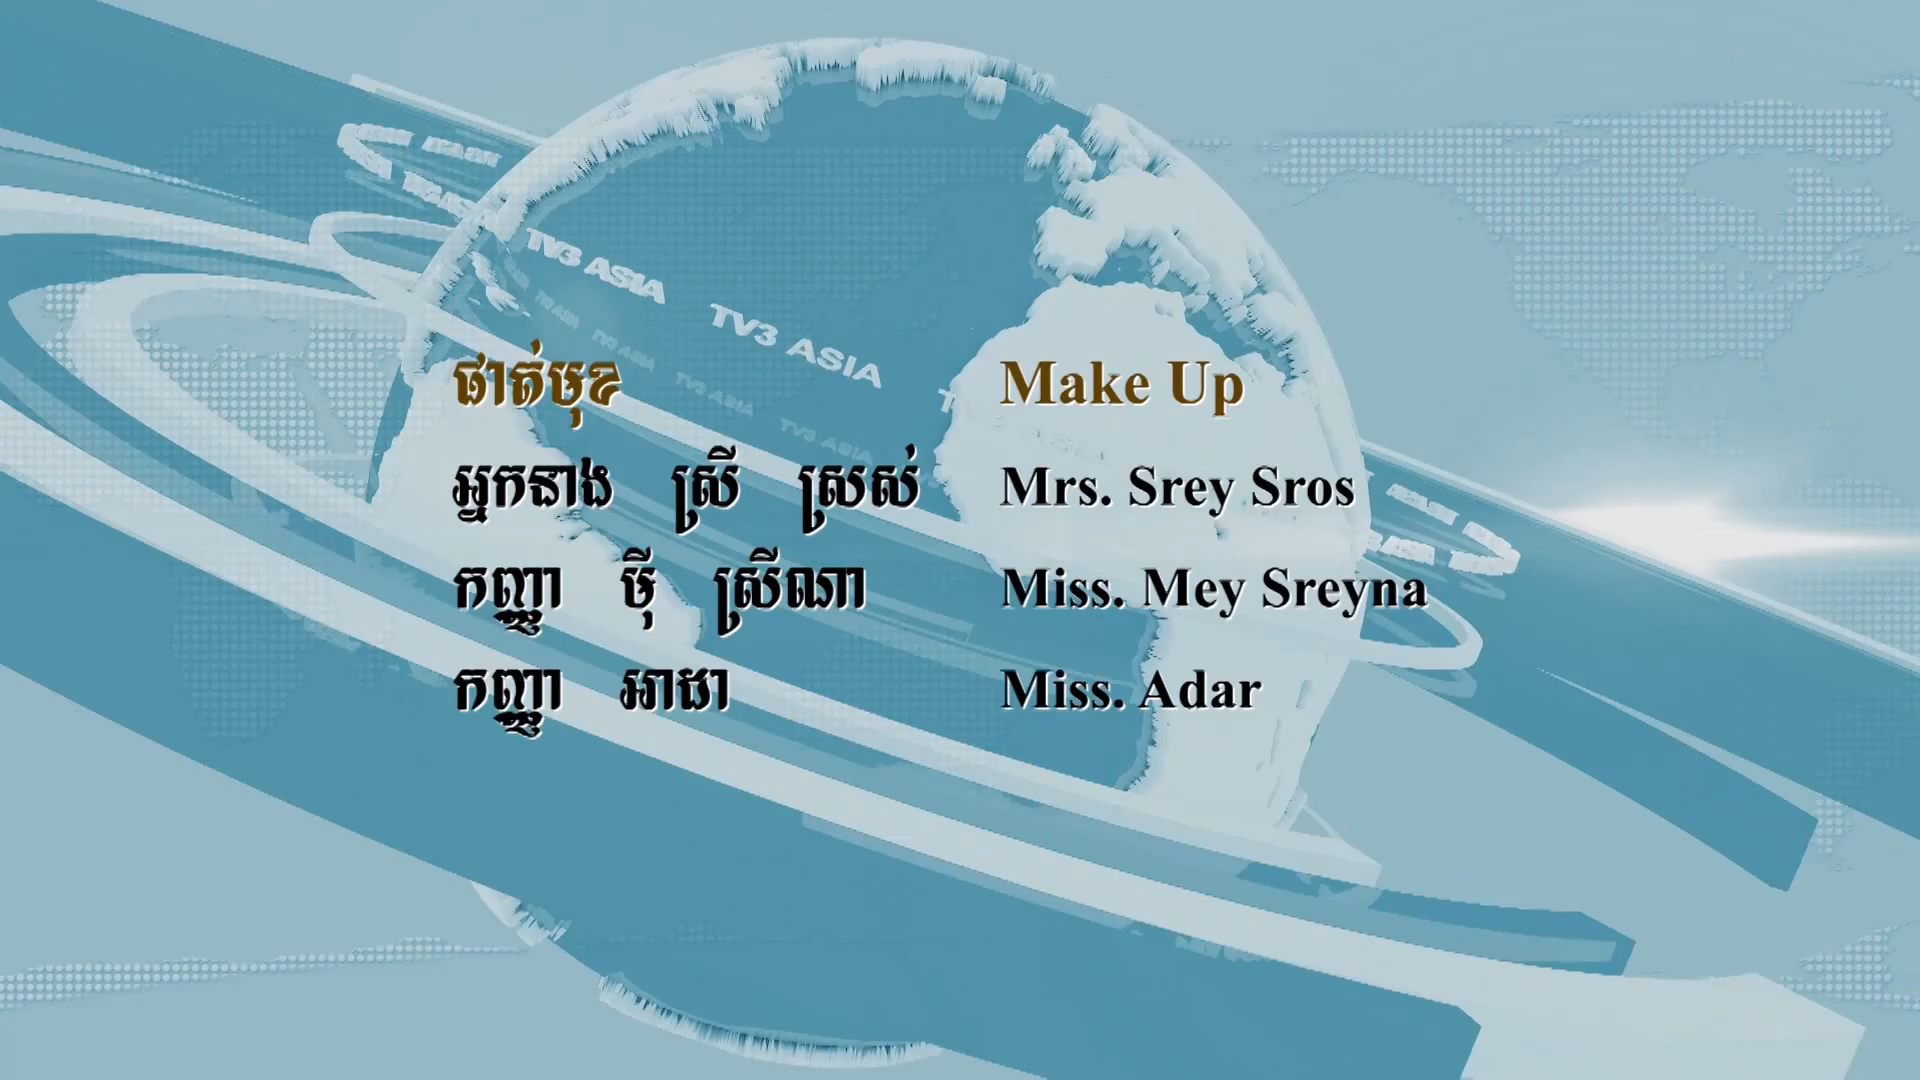 TV3 ASIA TV3 ASIA
ផាត់មុខ Make Up
អ្នកនាង ស្រី ស្រស់ Mrs. Srey Sros
កញ្ញា ម៉ី ស្រីណា Miss. Mey Sreyna
កញ្ញា អាដា Miss. Adar